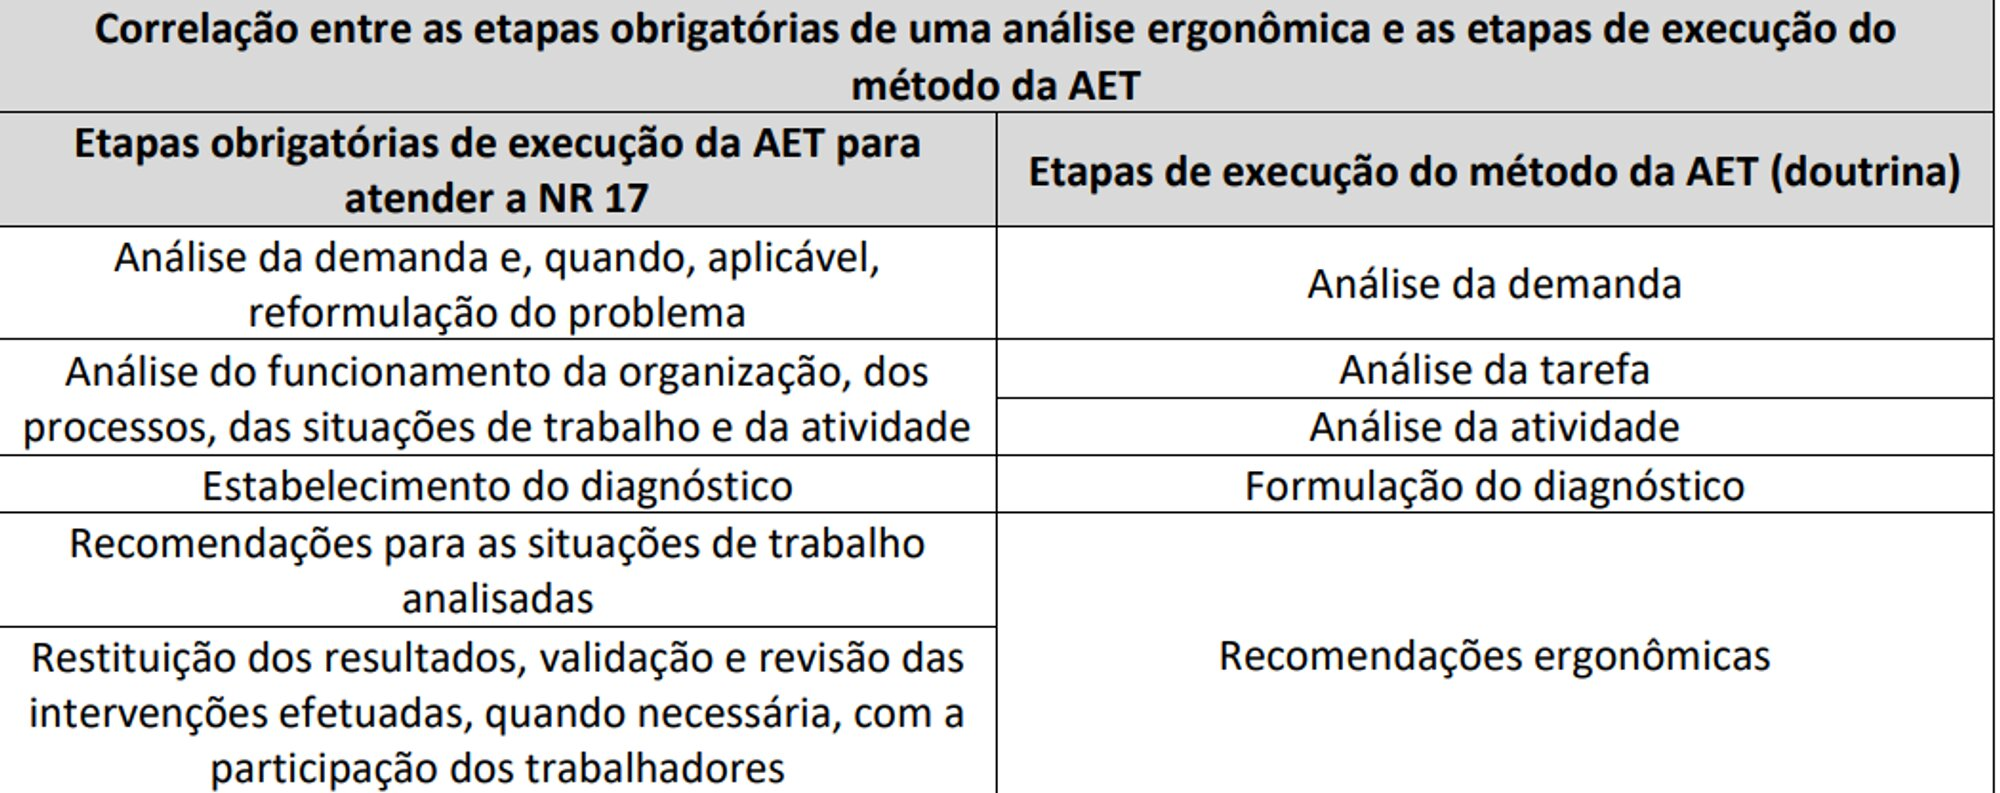 Correlação entre as etapas obrigatórias de uma análise ergonômica e as etapas de execução do
método da AET
Etapas obrigatórias de execução da AET para
atender a NR 17
Etapas de execução do método da AET (doutrina)
Análise da demanda e, quando, aplicável,
reformulação do problema
Análise da demanda
Análise do funcionamento da organização, dos
processos, das situações de trabalho e da atividade
Análise da tarefa
Análise da atividade
Estabelecimento do diagnóstico
Formulação do diagnóstico
Recomendações para as situações de trabalho
analisadas
Restituição dos resultados, validação e revisão das
intervenções efetuadas, quando necessária, com a
participação dos trabalhadores
Recomendações ergonômicas